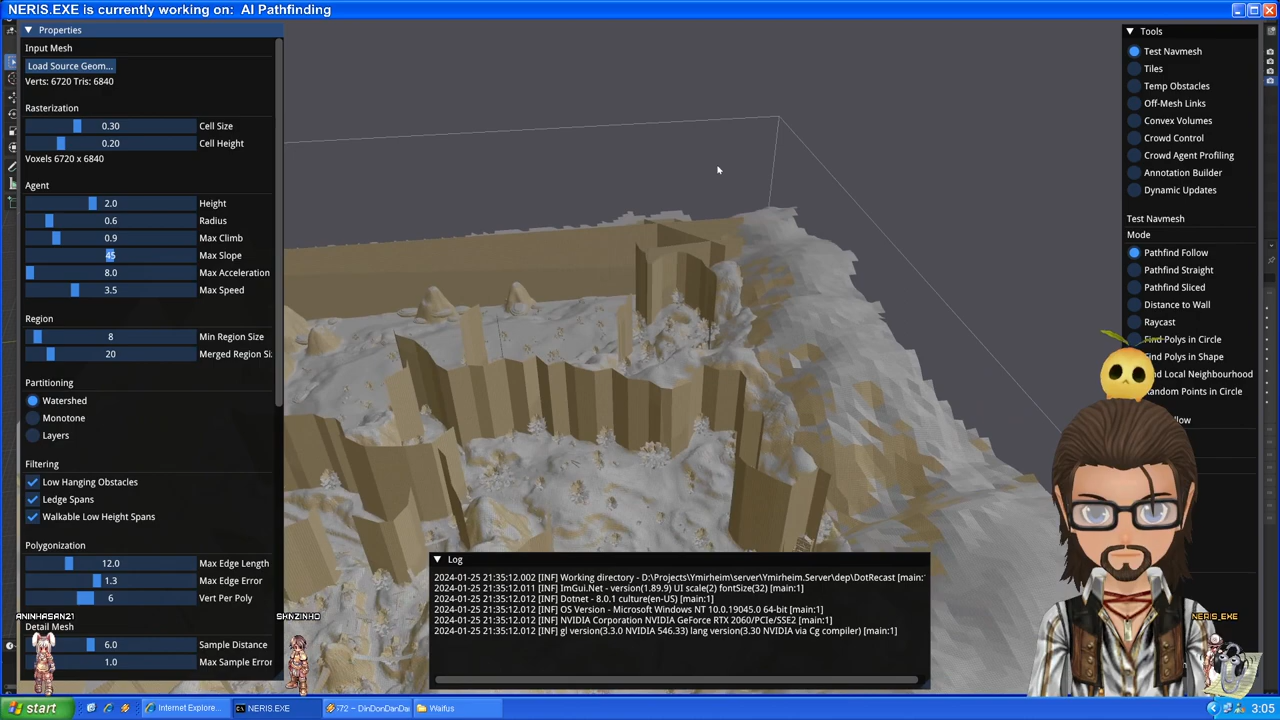 NERIS.EXE is currently working on: AI Pathfinding
Properties
Input Mesh
Load Source Geom...
Verts: 6720 Tris: 6840
Rasterization
0.30 Cell Size
0.20 Cell Height
Voxels 6720 x 6840
Agent
2.0 Height
0.6 Radius
0.9 Max Climb
45 Max Slope
8.0 Max Acceleration
3.5 Max Speed
Region
8 Min Region Size
20 Merged Region Si
Partitioning
Watershed
Monotone
Layers
Filtering
Low Hanging Obstacles
Ledge Spans
Walkable Low Height Spans
Polygonization
12.0 Max Edge Length
1.3 Max Edge Error
6 Vert Per Poly
Detail Mesh
6.0 Sample Distance
1.0 Max Sample Error
ANINHASAN21
SKNZINHO
NERIS_EXE
Log
2024-01-25 21:35:12.002 [INF] Working directory - D:\Projects\Ymirheim\server\Ymirheim.Server\dep\DotRecast [main:
2024-01-25 21:35:12.011 [INF] ImGui.Net - version(1.89.9) UI scale(2) fontSize(32) [main:1]
2024-01-25 21:35:12.012 [INF] Dotnet - 8.0.1 culture(en-US) [main:1]
2024-01-25 21:35:12.012 [INF] OS Version - Microsoft Windows NT 10.0.19045.0 64-bit [main:1]
2024-01-25 21:35:12.012 [INF] NVIDIA Corporation NVIDIA GeForce RTX 2060/PCIe/SSE2 [main:1]
2024-01-25 21:35:12.012 [INF] gl version(3.3.0 NVIDIA 546.33) lang version(3.30 NVIDIA via Cg compiler) [main:1]
Tools
Test Navmesh
Tiles
Temp Obstacles
Off-Mesh Links
Convex Volumes
Crowd Control
Crowd Agent Profiling
Annotation Builder
Dynamic Updates
Test Navmesh
Mode
Pathfind Follow
Pathfind Straight
Pathfind Sliced
Distance to Wall
Raycast
Find Polys in Circle
ind Polys in Shape
nd Local Neighbourhood
andom Points in Circle
start
Internet Explore...
NERIS.EXE
Waifus
3:05